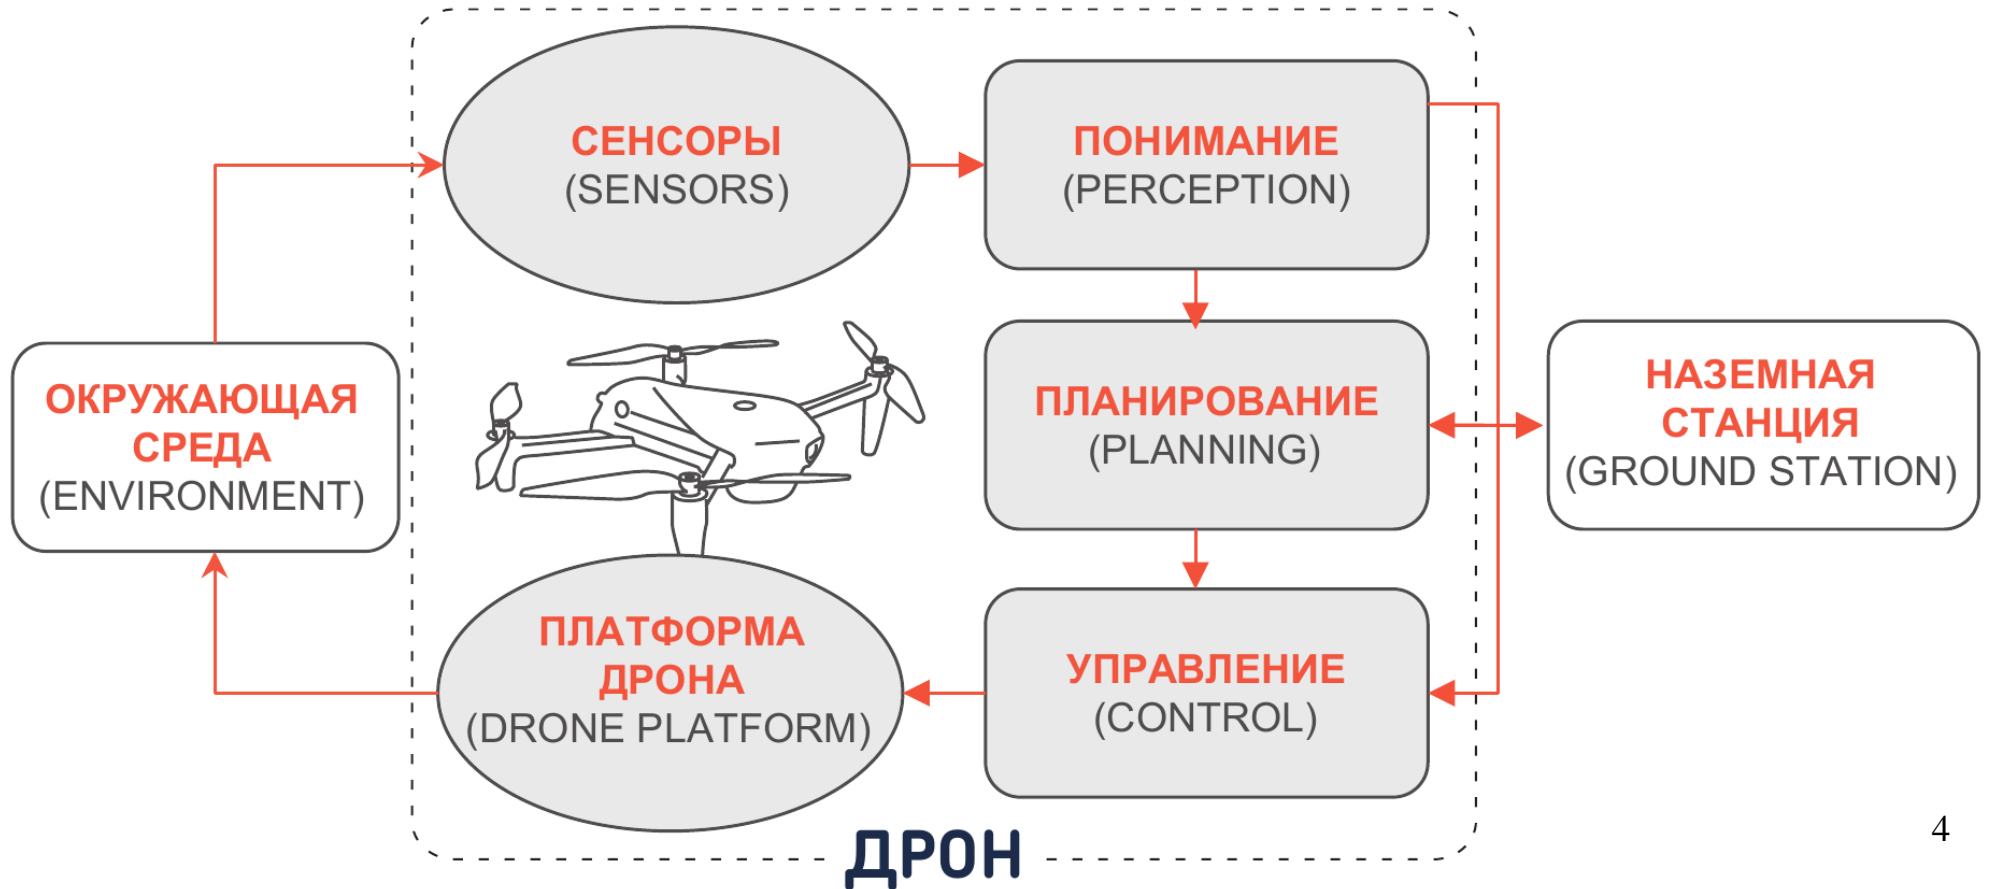 СЕНСОРЫ
(SENSORS)
ПОНИМАНИЕ
(PERCEPTION)
ОКРУЖАЮЩАЯ
СРЕДА
(ENVIRONMENT)
ПЛАНИРОВАНИЕ
(PLANNING)
НАЗЕМНАЯ
СТАНЦИЯ
(GROUND STATION)
ПЛАТФОРМА
ДРОНА
(DRONE PLATFORM)
УПРАВЛЕНИЕ
(CONTROL)
ДРОН
4